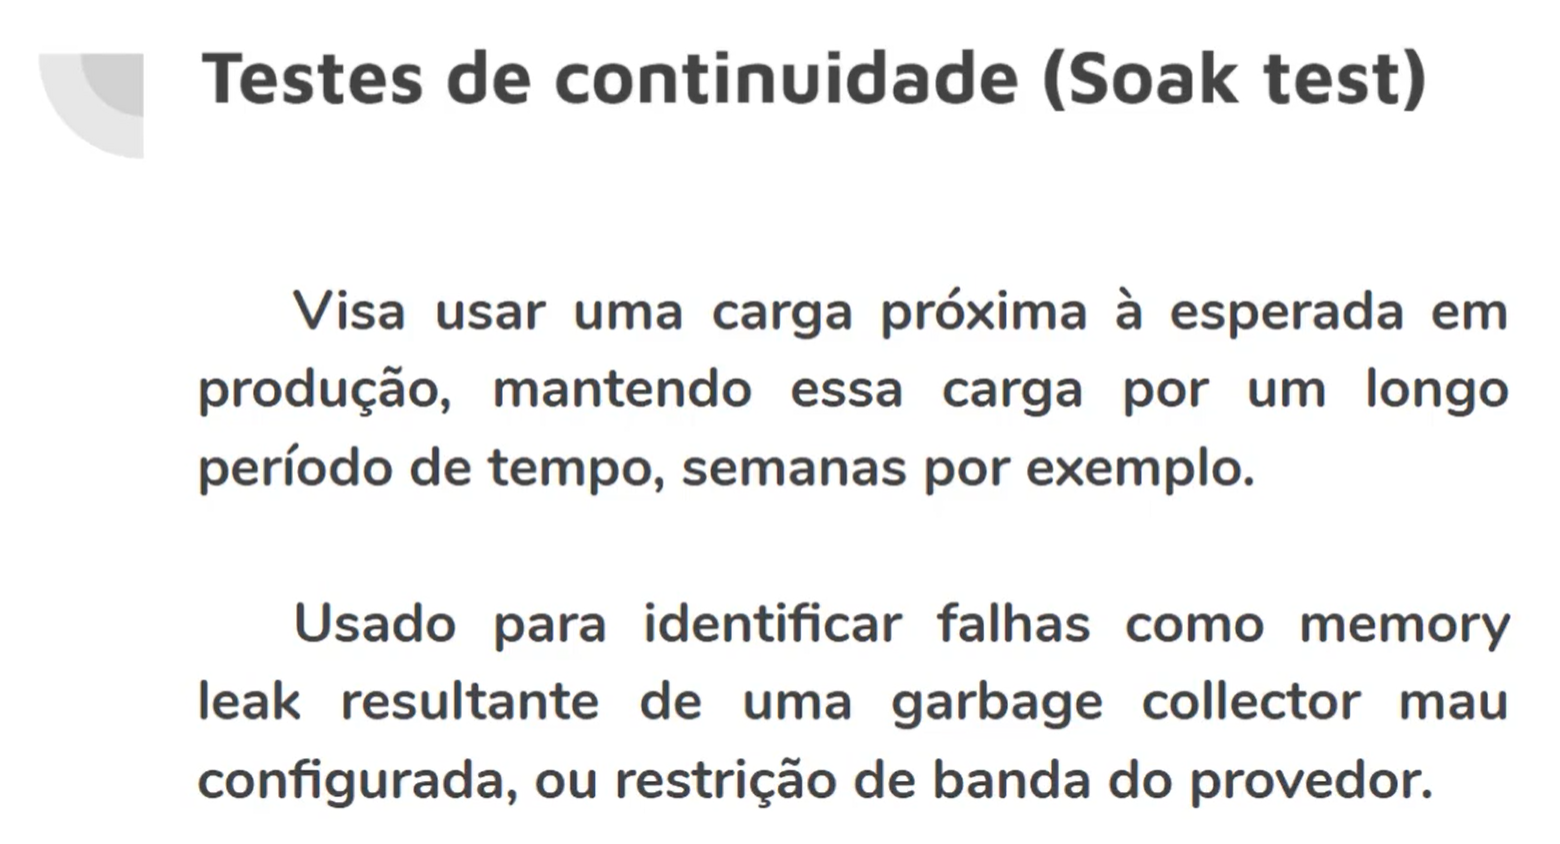 Testes de continuidade (Soak test)
Visa usar uma carga próxima à esperada em
produção, mantendo essa carga por um longo
período de tempo, semanas por exemplo.
Usado para identificar falhas como memory
leak resultante de uma garbage collector mau
configurada, ou restrição de banda do provedor.